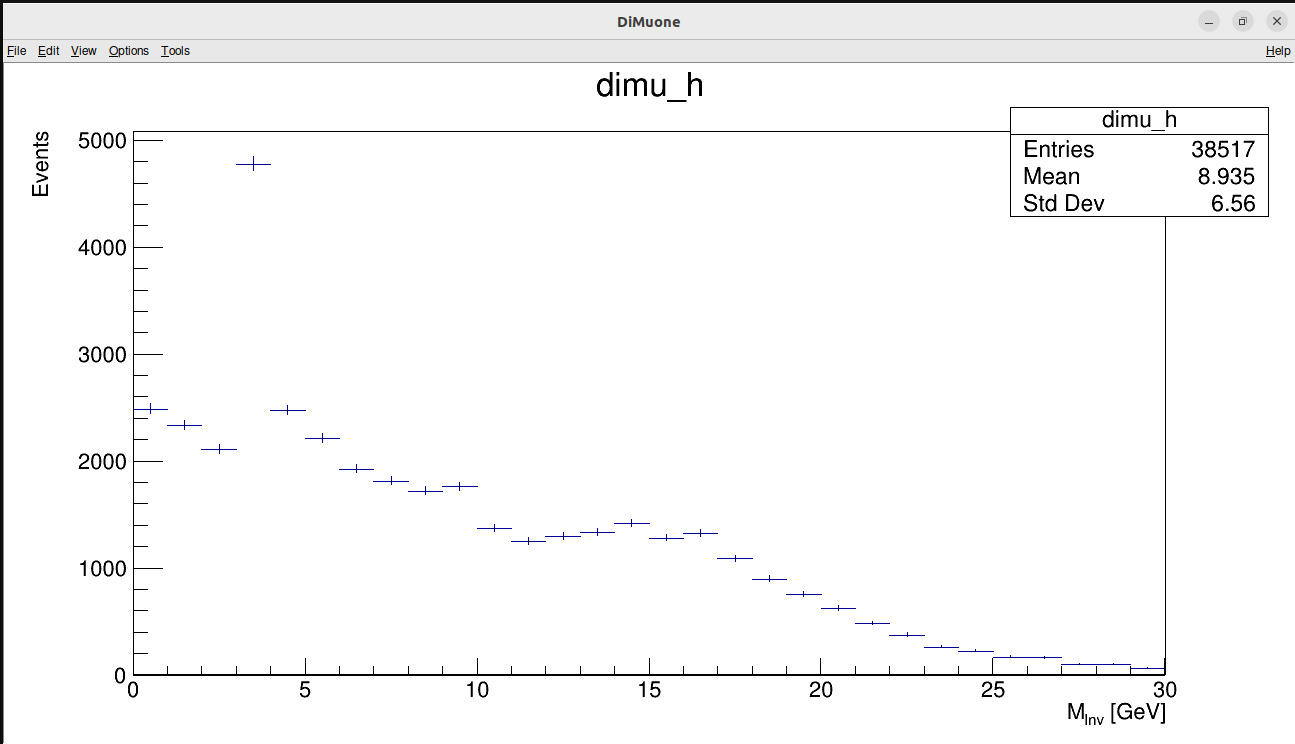 DiMuone
File Edit View Options Tools Help
dimu_h
dimu_h
Entries 38517
Mean 8.935
Std Dev 6.56
Events
5000
4000
3000
2000
1000
0
0 5 10 15 20 25 30
M_Inv [GeV]